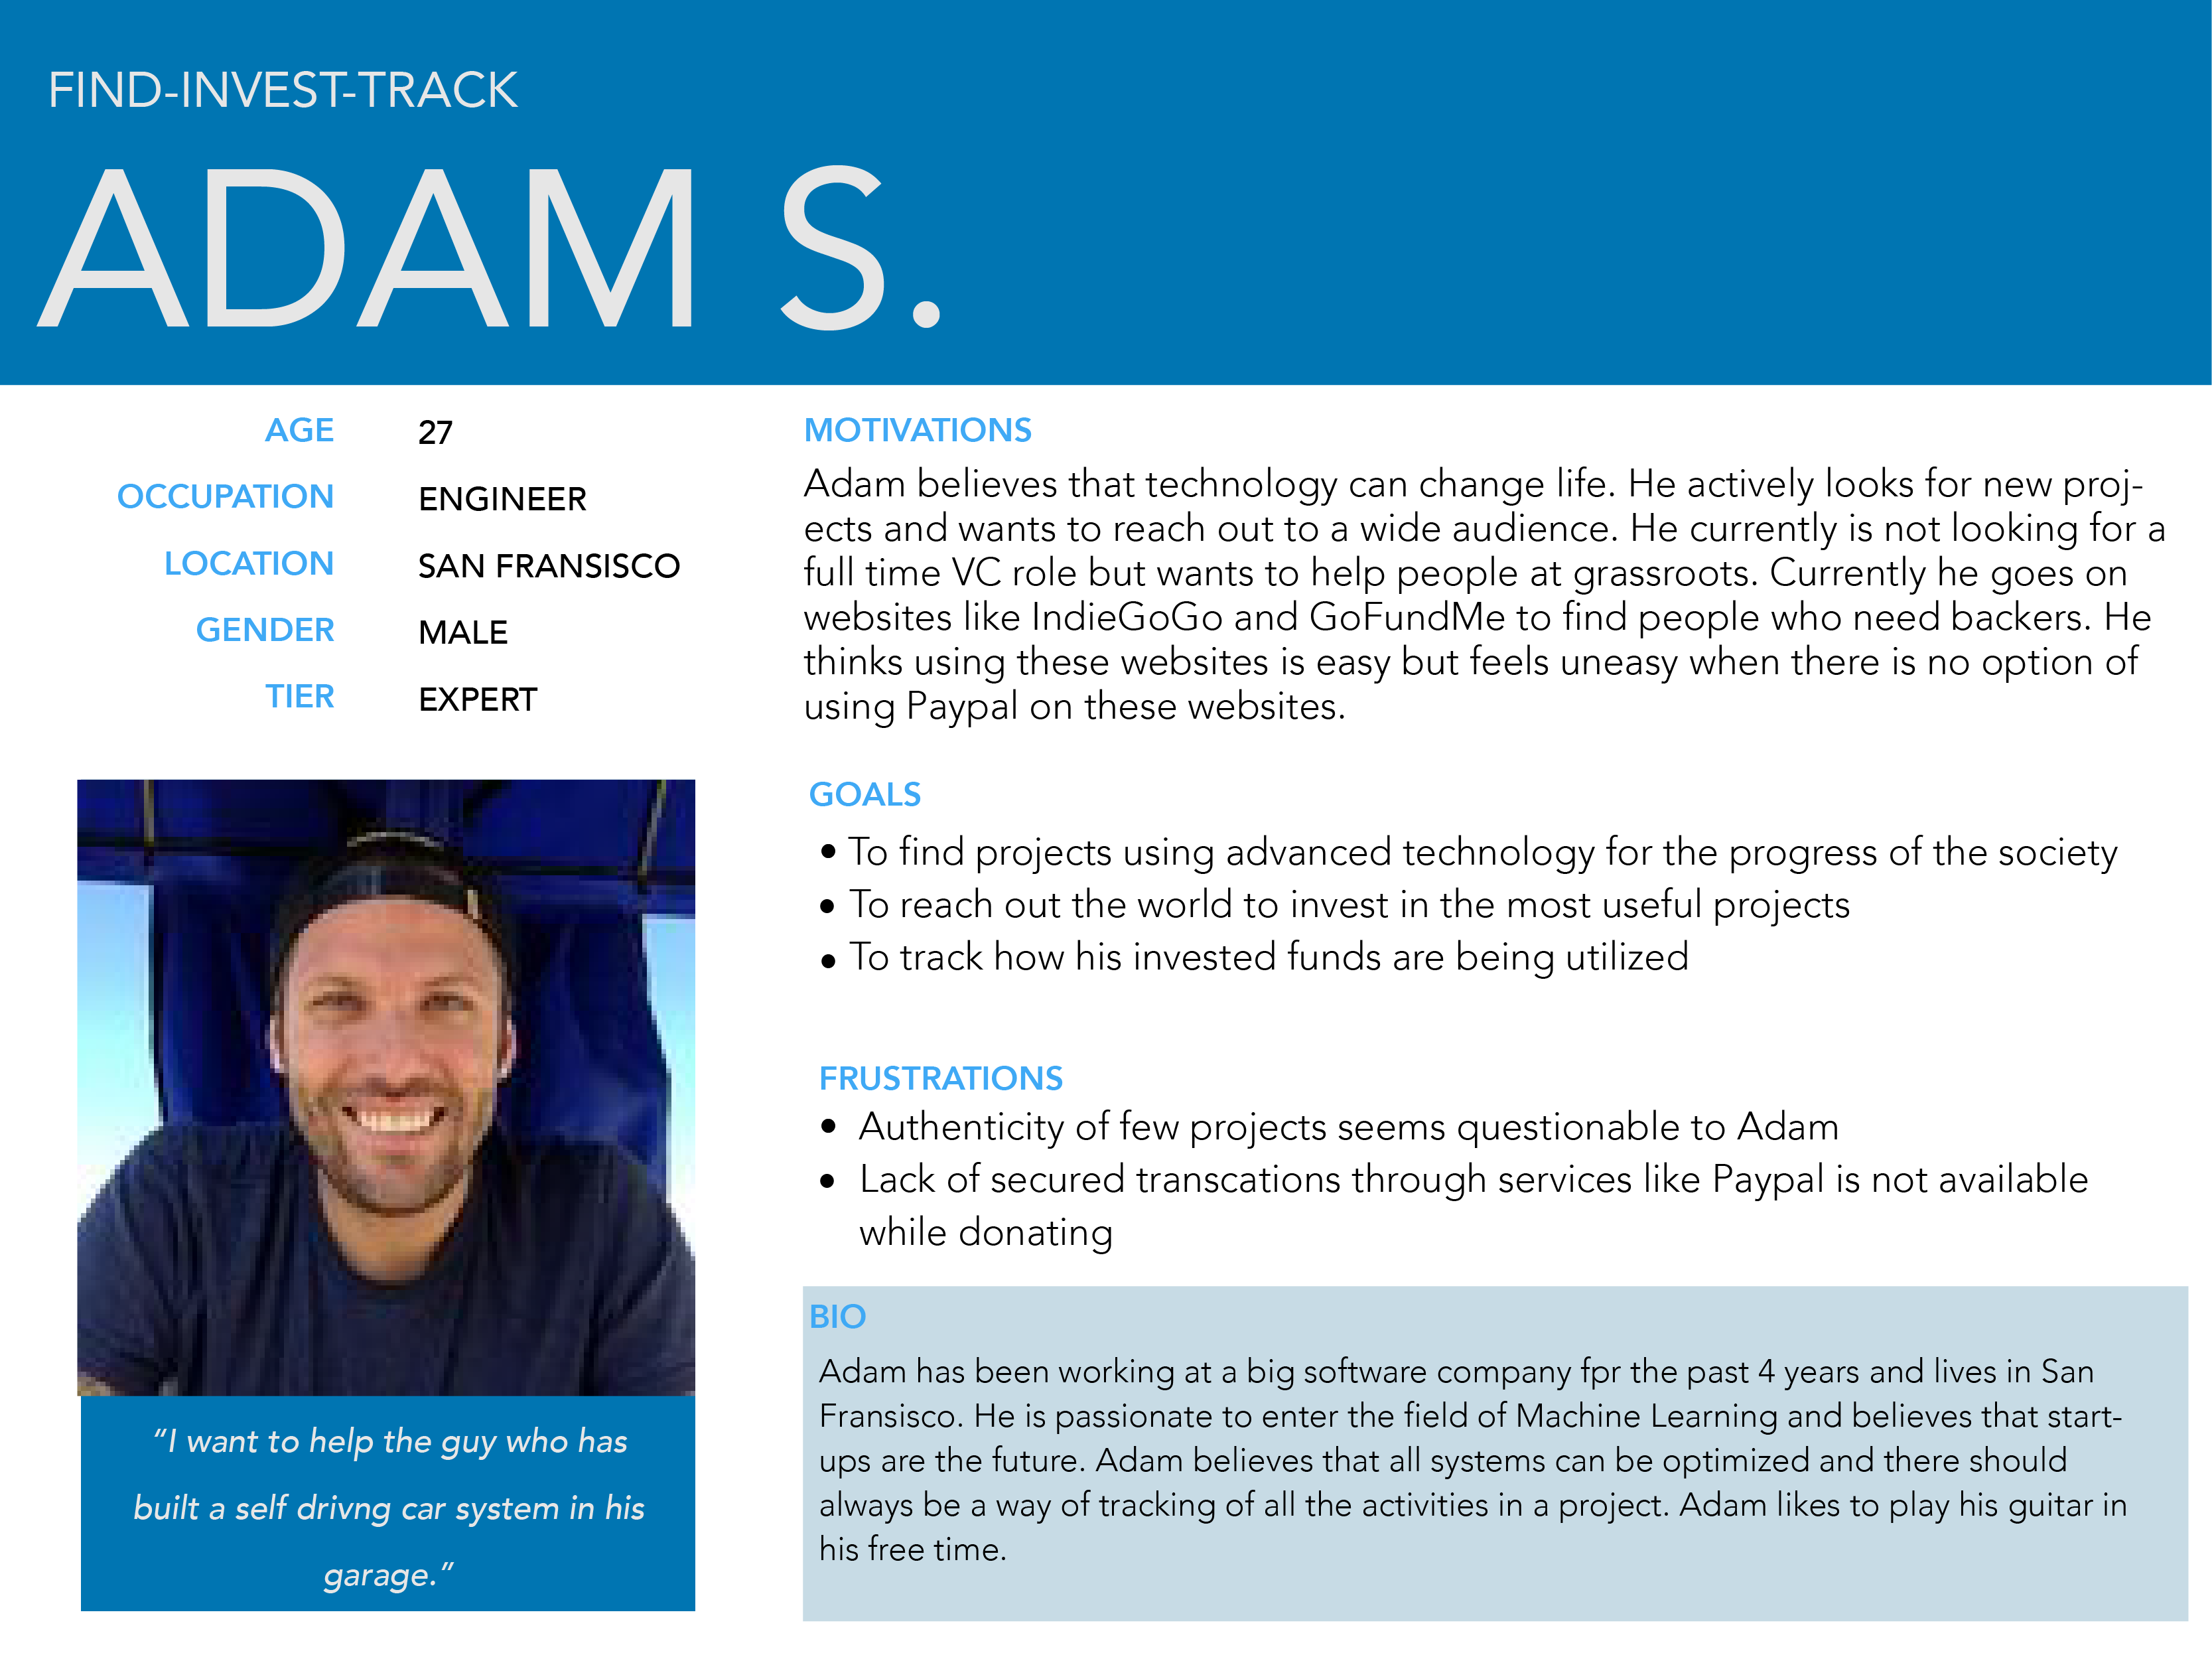 FIND-INVEST-TRACK
ADAM S.
AGE 27
OCCUPATION ENGINEER
LOCATION SAN FRANSISCO
GENDER MALE
TIER EXPERT
“I want to help the guy who has
built a self drivng car system in his
garage.”
MOTIVATIONS
Adam believes that technology can change life. He actively looks for new proj-
ects and wants to reach out to a wide audience. He currently is not looking for a
full time VC role but wants to help people at grassroots. Currently he goes on
websites like IndieGoGo and GoFundMe to find people who need backers. He
thinks using these websites is easy but feels uneasy when there is no option of
using Paypal on these websites.
GOALS
• To find projects using advanced technology for the progress of the society
• To reach out the world to invest in the most useful projects
• To track how his invested funds are being utilized
FRUSTRATIONS
• Authenticity of few projects seems questionable to Adam
• Lack of secured transcations through services like Paypal is not available
while donating
BIO
Adam has been working at a big software company fpr the past 4 years and lives in San
Fransisco. He is passionate to enter the field of Machine Learning and believes that start-
ups are the future. Adam believes that all systems can be optimized and there should
always be a way of tracking of all the activities in a project. Adam likes to play his guitar in
his free time.